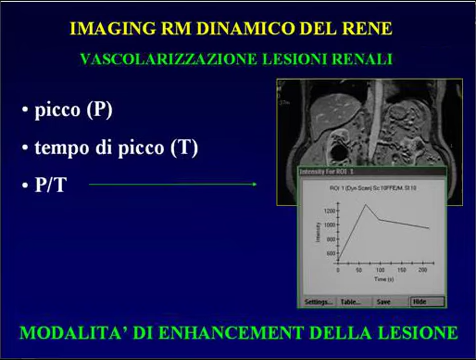 IMAGING RM DINAMICO DEL RENE
VASCOLARIZZAZIONE LESIONI RENALI
• picco (P)
• tempo di picco (T)
• P/T
Intensity For ROI 1
ROI 1 (Dyn Scan) Sc:10FFE/M. Sl:10
Intensity
1200
1000
800
600
0 50 100 150 200
Time (s)
Settings... Table... Save Hide
MODALITA' DI ENHANCEMENT DELLA LESIONE